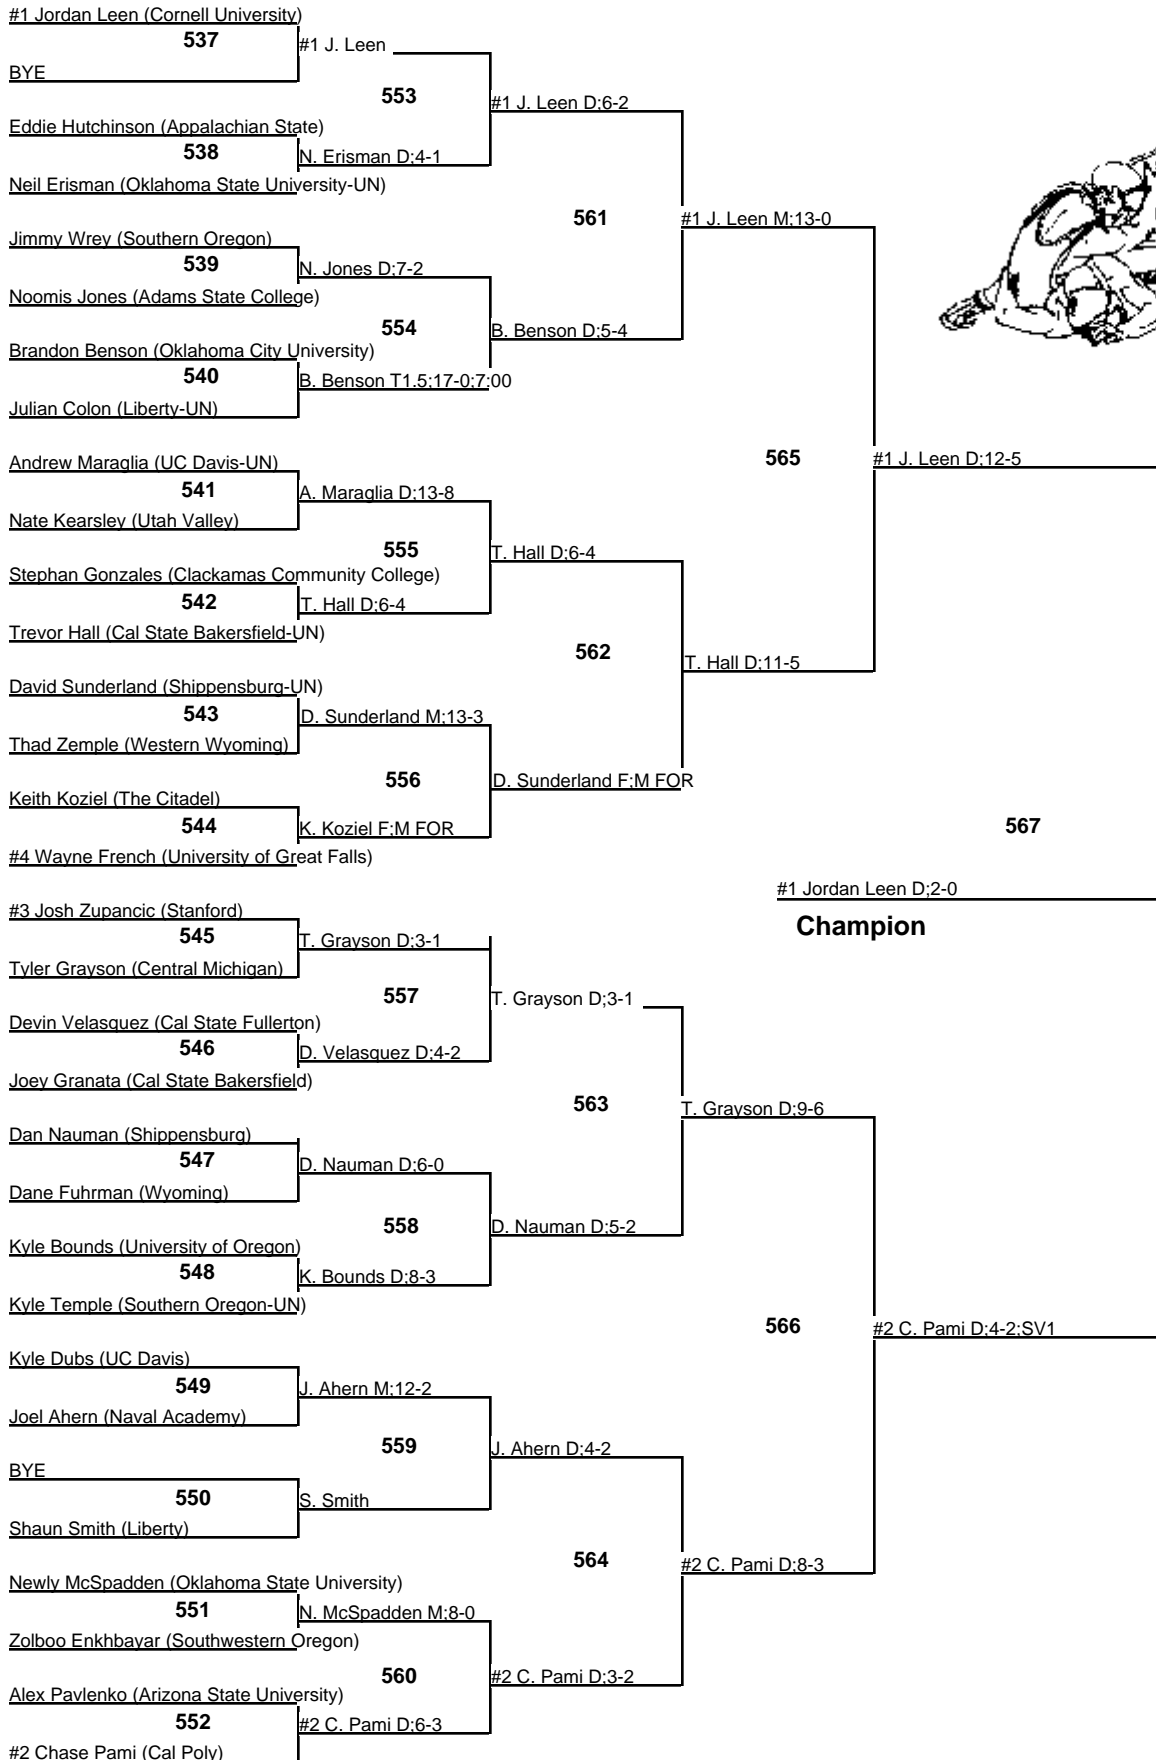 #1 Jordan Leen (Cornell University)
537
#1 J. Leen
BYE
553
#1 J. Leen D;6-2
Eddie Hutchinson (Appalachian State)
538
N. Erisman D;4-1
Neil Erisman (Oklahoma State University-UN)
561
#1 J. Leen M;13-0
Jimmy Wrey (Southern Oregon)
539
N. Jones D;7-2
Noomis Jones (Adams State College)
554
B. Benson D;5-4
Brandon Benson (Oklahoma City University)
540
B. Benson T1.5;17-0;7:00
Julian Colon (Liberty-UN)
565
#1 J. Leen D;12-5
Andrew Maraglia (UC Davis-UN)
541
A. Maraglia D;13-8
Nate Kearsley (Utah Valley)
555
T. Hall D;6-4
Stephan Gonzales (Clackamas Community College)
542
T. Hall D;6-4
Trevor Hall (Cal State Bakersfield-UN)
562
T. Hall D;11-5
David Sunderland (Shippensburg-UN)
543
D. Sunderland M;13-3
Thad Zemple (Western Wyoming)
556
D. Sunderland F;M FOR
Keith Koziel (The Citadel)
544
K. Koziel F;M FOR
#4 Wayne French (University of Great Falls)
567
#1 Jordan Leen D;2-0
Champion
#3 Josh Zupancic (Stanford)
545
T. Grayson D;3-1
Tyler Grayson (Central Michigan)
557
T. Grayson D;3-1
Devin Velasquez (Cal State Fullerton)
546
D. Velasquez D;4-2
Joey Granata (Cal State Bakersfield)
563
T. Grayson D;9-6
Dan Nauman (Shippensburg)
547
D. Nauman D;6-0
Dane Fuhrman (Wyoming)
558
D. Nauman D;5-2
Kyle Bounds (University of Oregon)
548
K. Bounds D;8-3
Kyle Temple (Southern Oregon-UN)
566
#2 C. Pami D;4-2;SV1
Kyle Dubs (UC Davis)
549
J. Ahern M;12-2
Joel Ahern (Naval Academy)
559
J. Ahern D;4-2
BYE
550
S. Smith
Shaun Smith (Liberty)
564
#2 C. Pami D;8-3
Newly McSpadden (Oklahoma State University)
551
N. McSpadden M;8-0
Zolboo Enkhbayar (Southwestern Oregon)
560
#2 C. Pami D;3-2
Alex Pavlenko (Arizona State University)
552
#2 C. Pami D;6-3
#2 Chase Pami (Cal Poly)